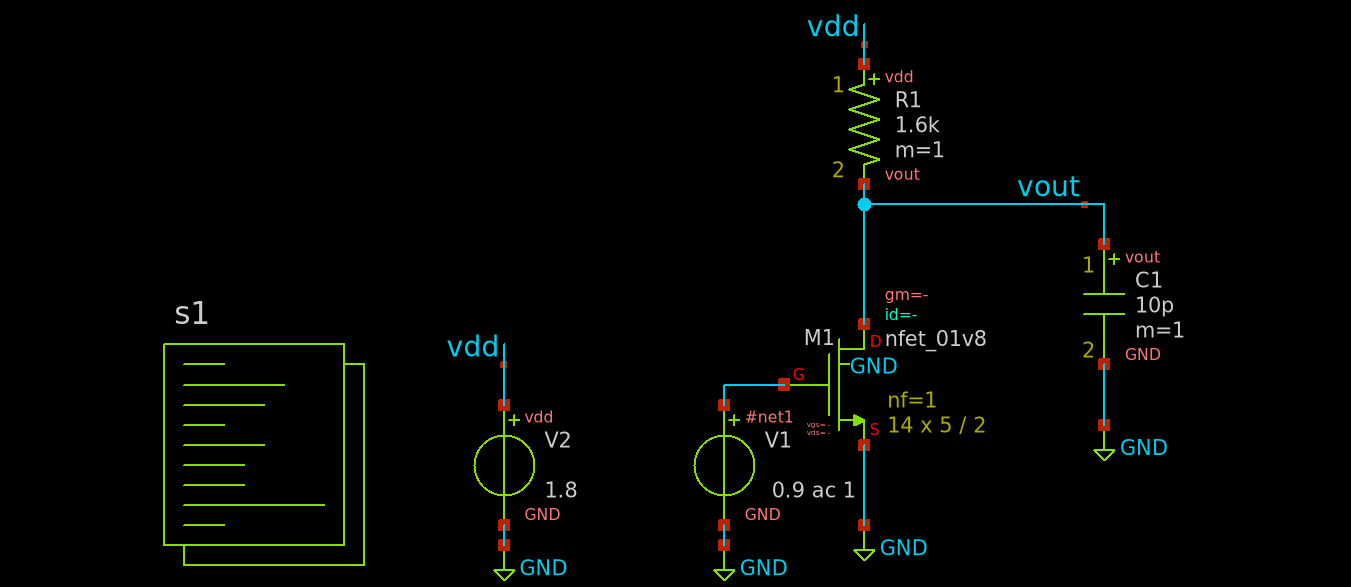 vdd
1
vdd
R1
1.6k
m=1
2
vout
vout
1
vout
C1
10p
m=1
2
GND
GND
gm=-
id=-
M1
D
nfet_01v8
GND
G
nf=1
14 x 5 / 2
vgs=-
vds=-
S
GND
s1
vdd
vdd
V2
1.8
GND
GND
#net1
V1
0.9 ac 1
GND
GND